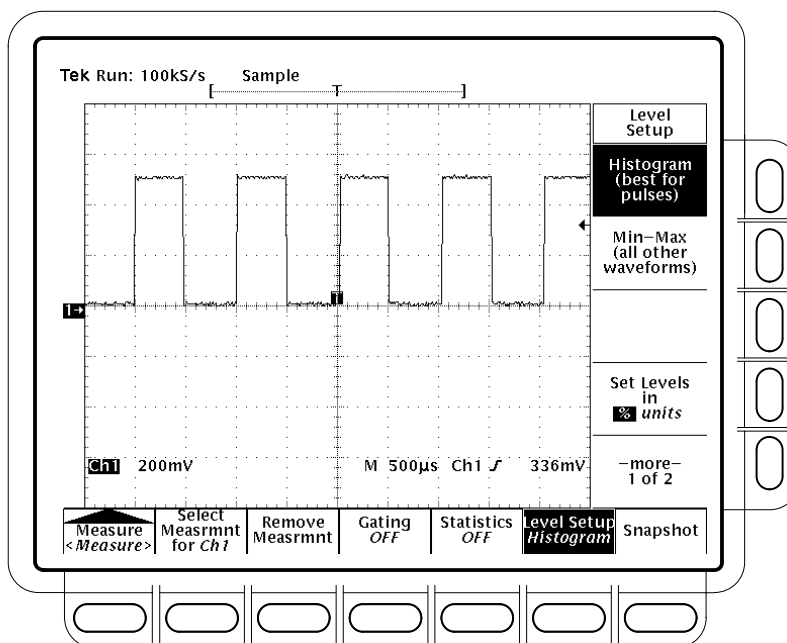 Tek Run: 100kS/s Sample
[ T ]
Level
Setup
Histogram
(best for
pulses)
Min–Max
(all other
waveforms)
T
1→
Set Levels
in
% units
Ch1 200mV M 500µs Ch1 336mV
–more–
1 of 2
Measure
<Measure>
Select
Measrmnt
for Ch1
Remove
Measrmnt
Gating
OFF
Statistics
OFF
Level Setup
Histogram
Snapshot